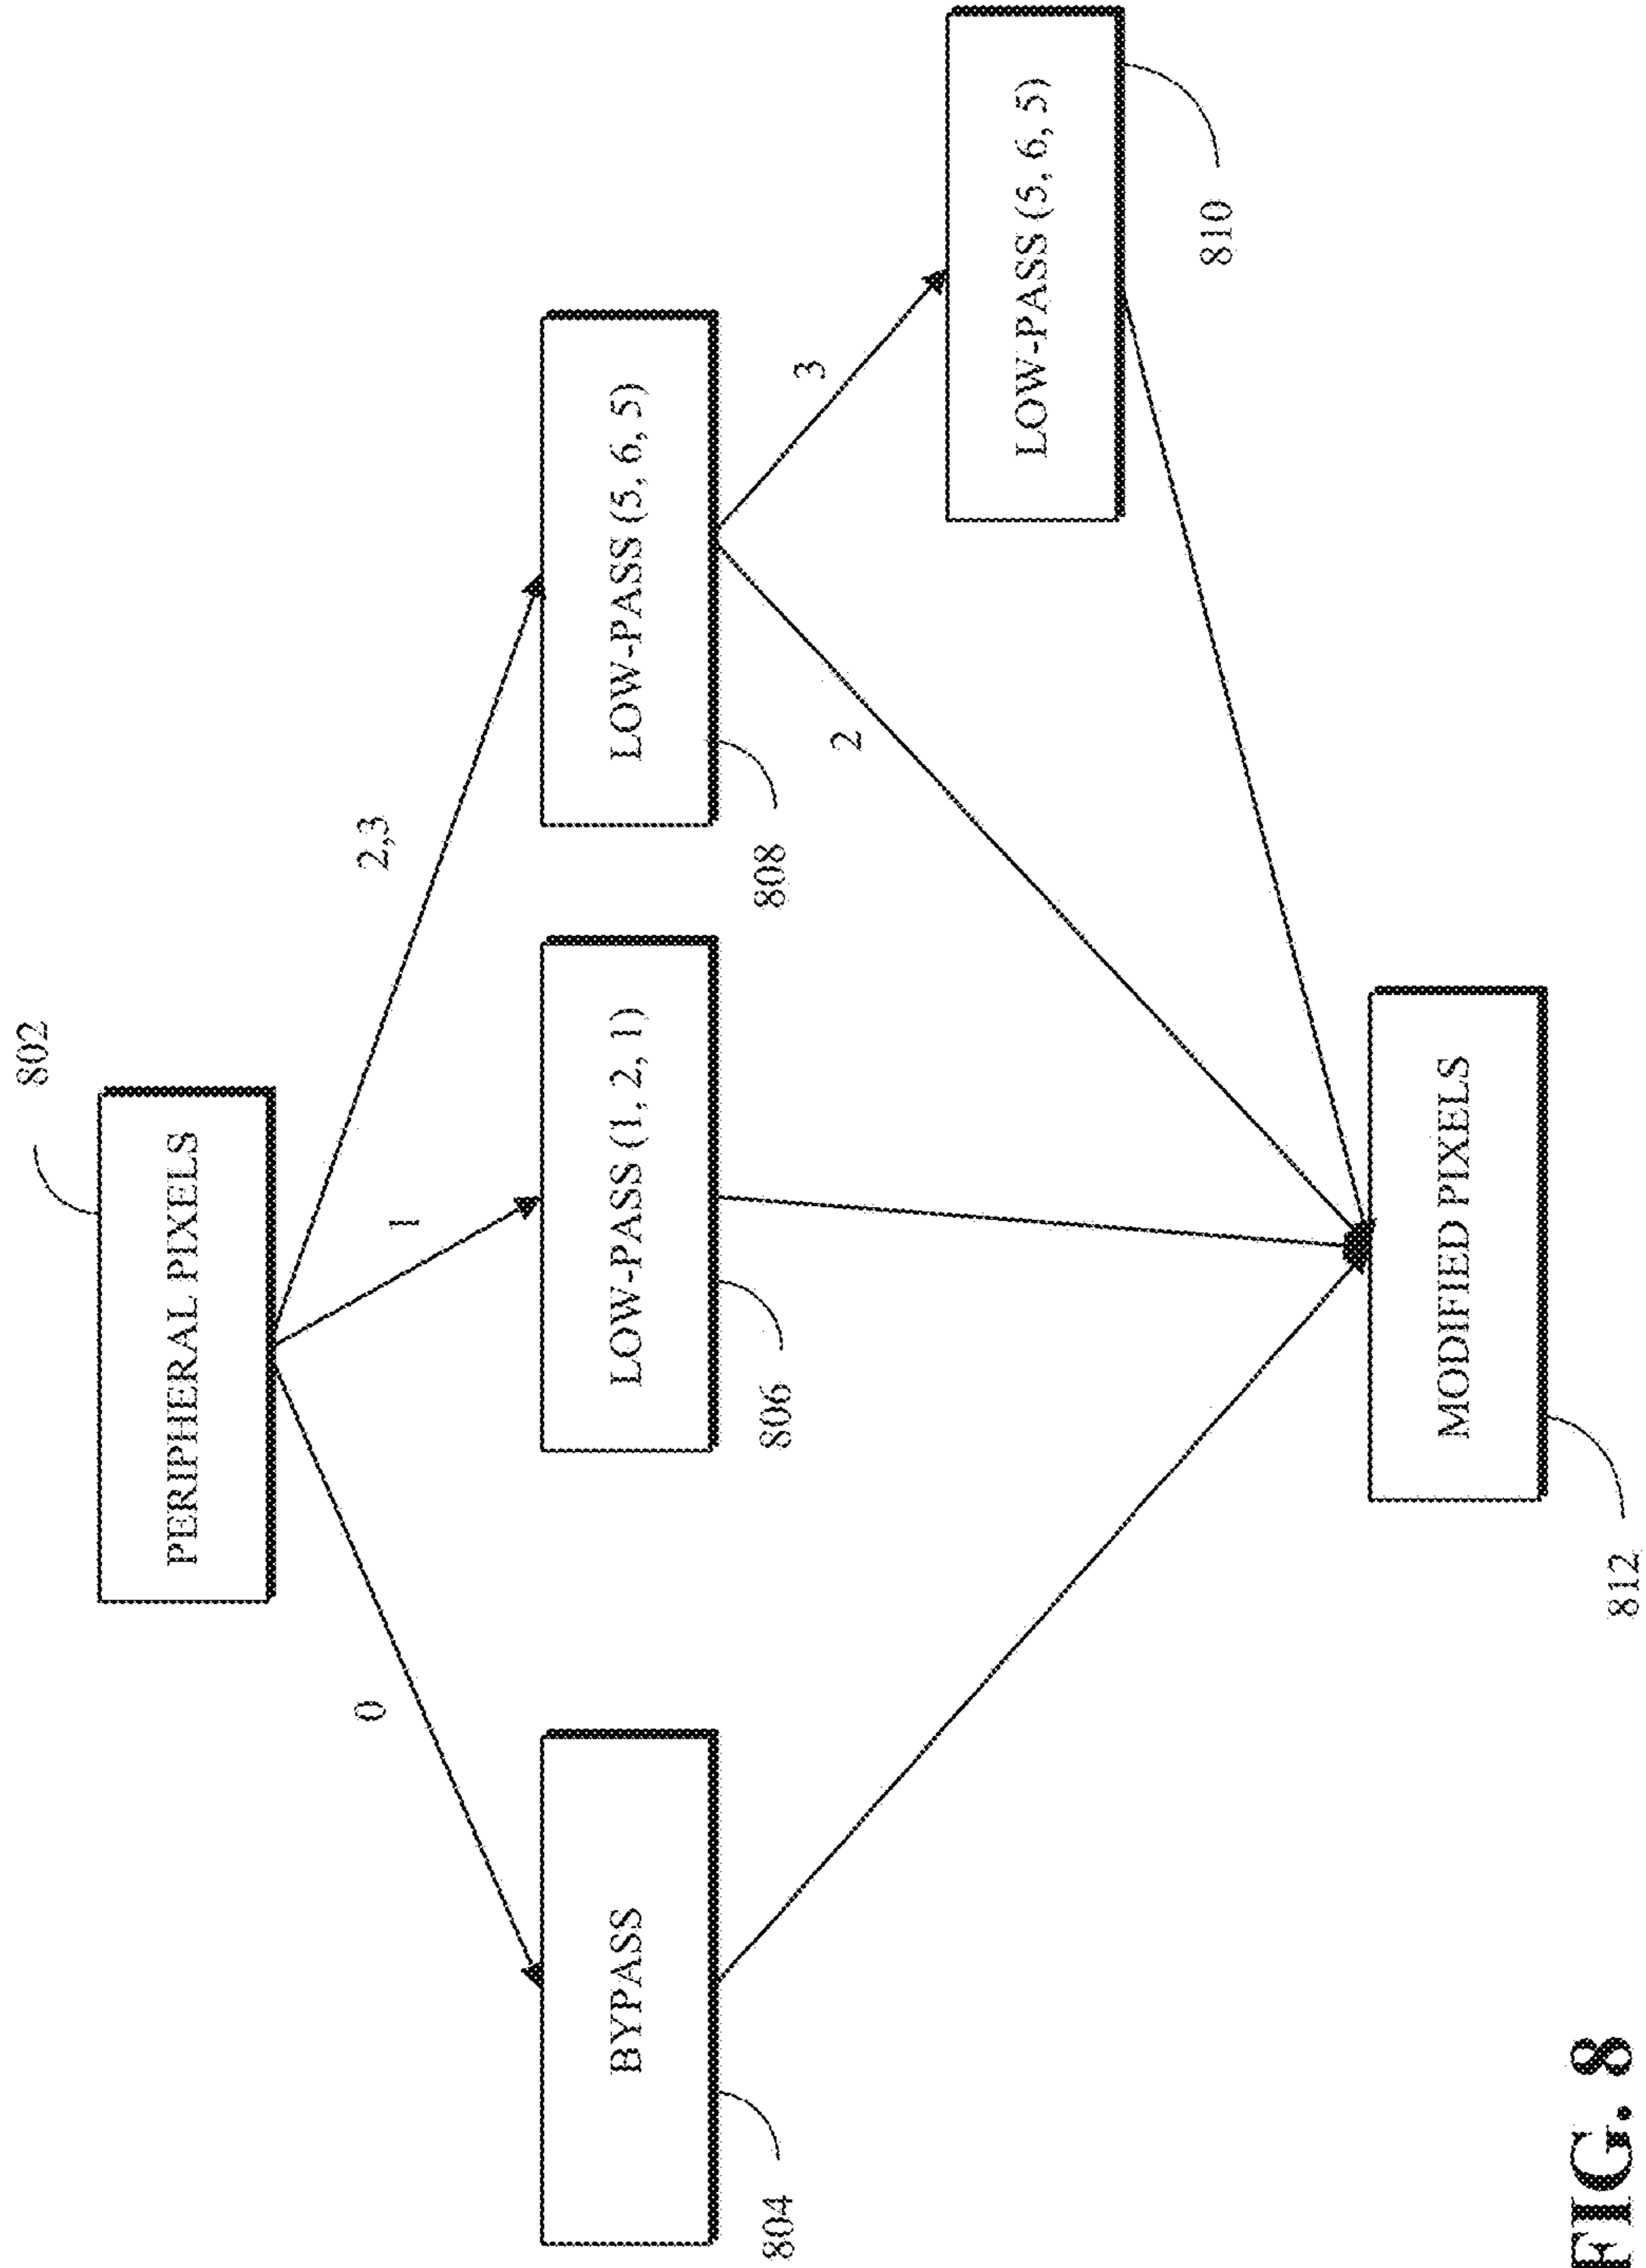 802
PERIPHERAL PIXELS
0
1
2,3
BYPASS
LOW-PASS (1, 2, 1)
LOW-PASS (5, 6, 5)
804
806
808
2
3
LOW-PASS (5, 6, 5)
810
MODIFIED PIXELS
812
FIG. 8